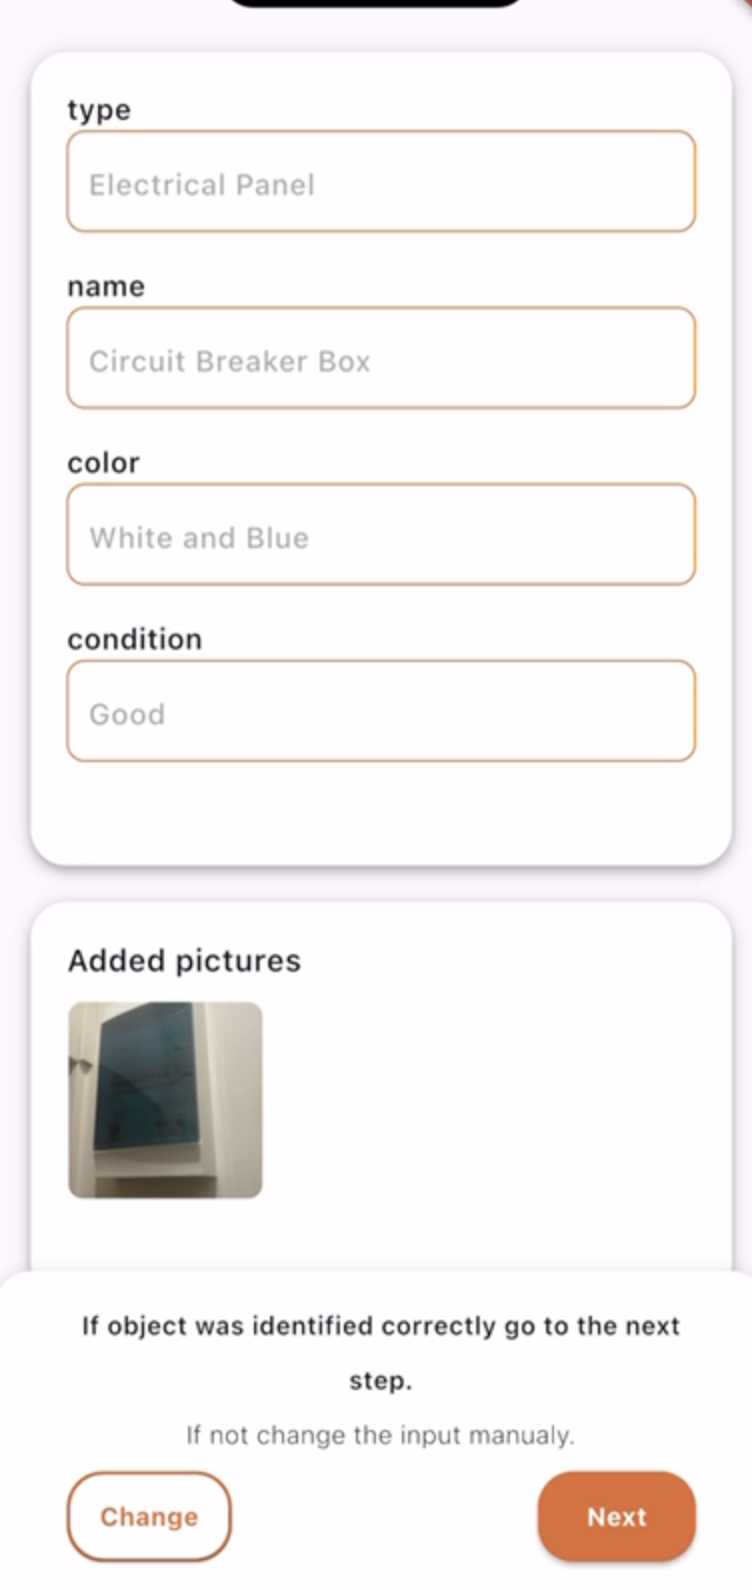 type
Electrical Panel
name
Circuit Breaker Box
color
White and Blue
condition
Good
Added pictures
If object was identified correctly go to the next
step.
If not change the input manualy.
Change
Next